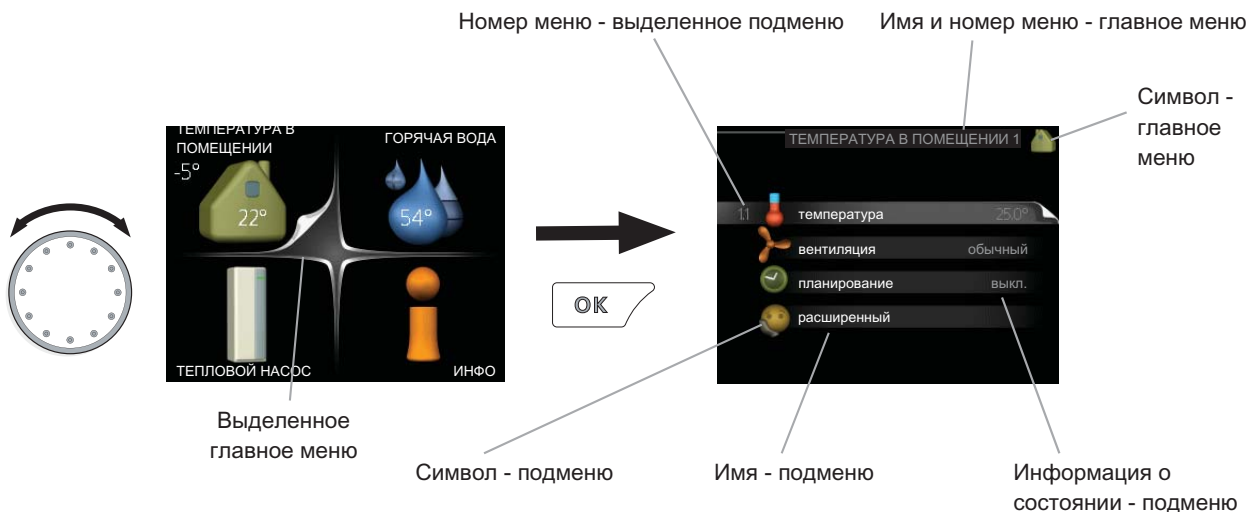 Номер меню - выделенное подменю
Имя и номер меню - главное меню
Символ -
главное
меню
ТЕМПЕРАТУРА В
ПОМЕЩЕНИИ
-5°
22°
ГОРЯЧАЯ ВОДА
54°
ТЕПЛОВОЙ НАСОС
ИНФО
OK
ТЕМПЕРАТУРА В ПОМЕЩЕНИИ 1
1.1 температура 25.0°
вентиляция обычный
планирование выкл.
расширенный
Выделенное
главное меню
Символ - подменю
Имя - подменю
Информация о
состоянии - подменю